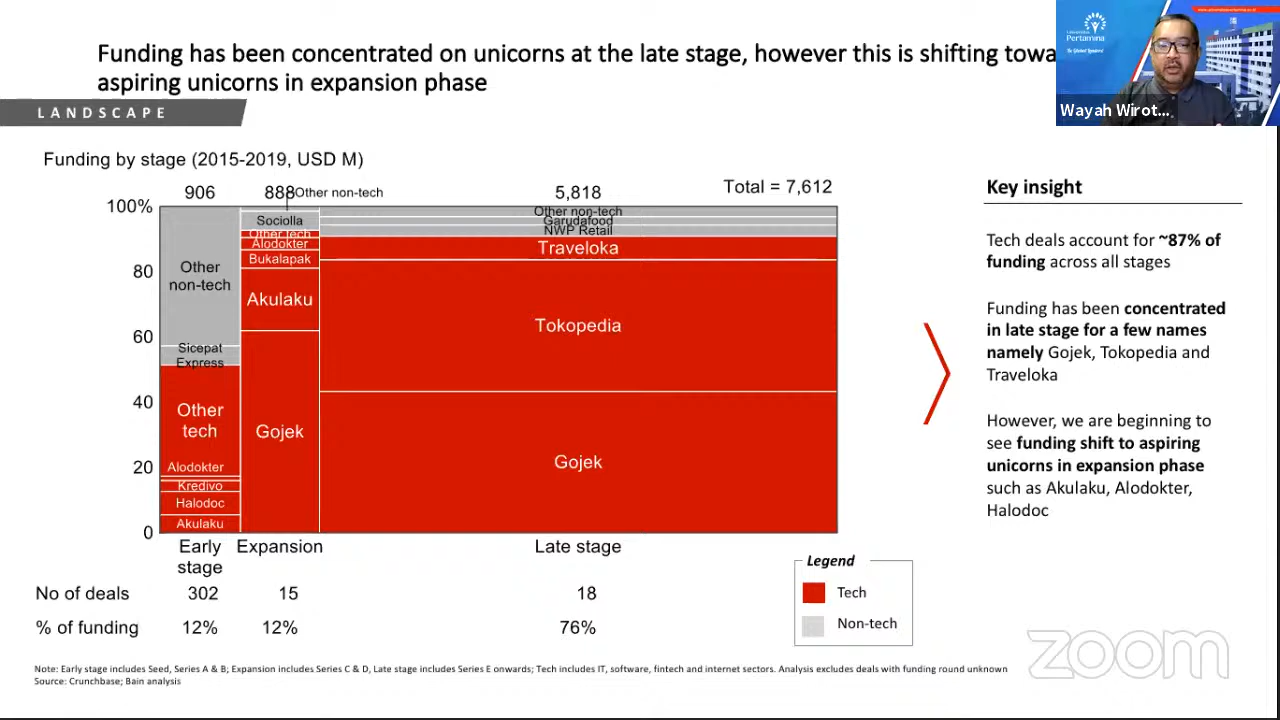 Funding has been concentrated on unicorns at the late stage, however this is shifting towa
aspiring unicorns in expansion phase
LANDSCAPE
Universitas
Pertamina
Wayah Wirot...
Funding by stage (2015-2019, USD M)
906
888
Other non-tech
5,818
Total = 7,612
100%
80
60
40
20
0
Other
non-tech
Sicepat
Express
Other
tech
Alodokter
Kredivo
Halodoc
Akulaku
Sociolla
Other tech
Alodokter
Bukalapak
Akulaku
Gojek
Other non-tech
Garudafood
NWP Retail
Traveloka
Tokopedia
Gojek
Early
stage
Expansion
Late stage
No of deals 302 15 18
% of funding 12% 12% 76%
Legend
Tech
Non-tech
Key insight
Tech deals account for ~87% of
funding across all stages
Funding has been concentrated
in late stage for a few names
namely Gojek, Tokopedia and
Traveloka
However, we are beginning to
see funding shift to aspiring
unicorns in expansion phase
such as Akulaku, Alodokter,
Halodoc
Note: Early stage includes Seed, Series A & B; Expansion includes Series C & D, Late stage includes Series E onwards; Tech includes IT, software, fintech and internet sectors. Analysis excludes deals with funding round unknown
Source: Crunchbase; Bain analysis
zoom